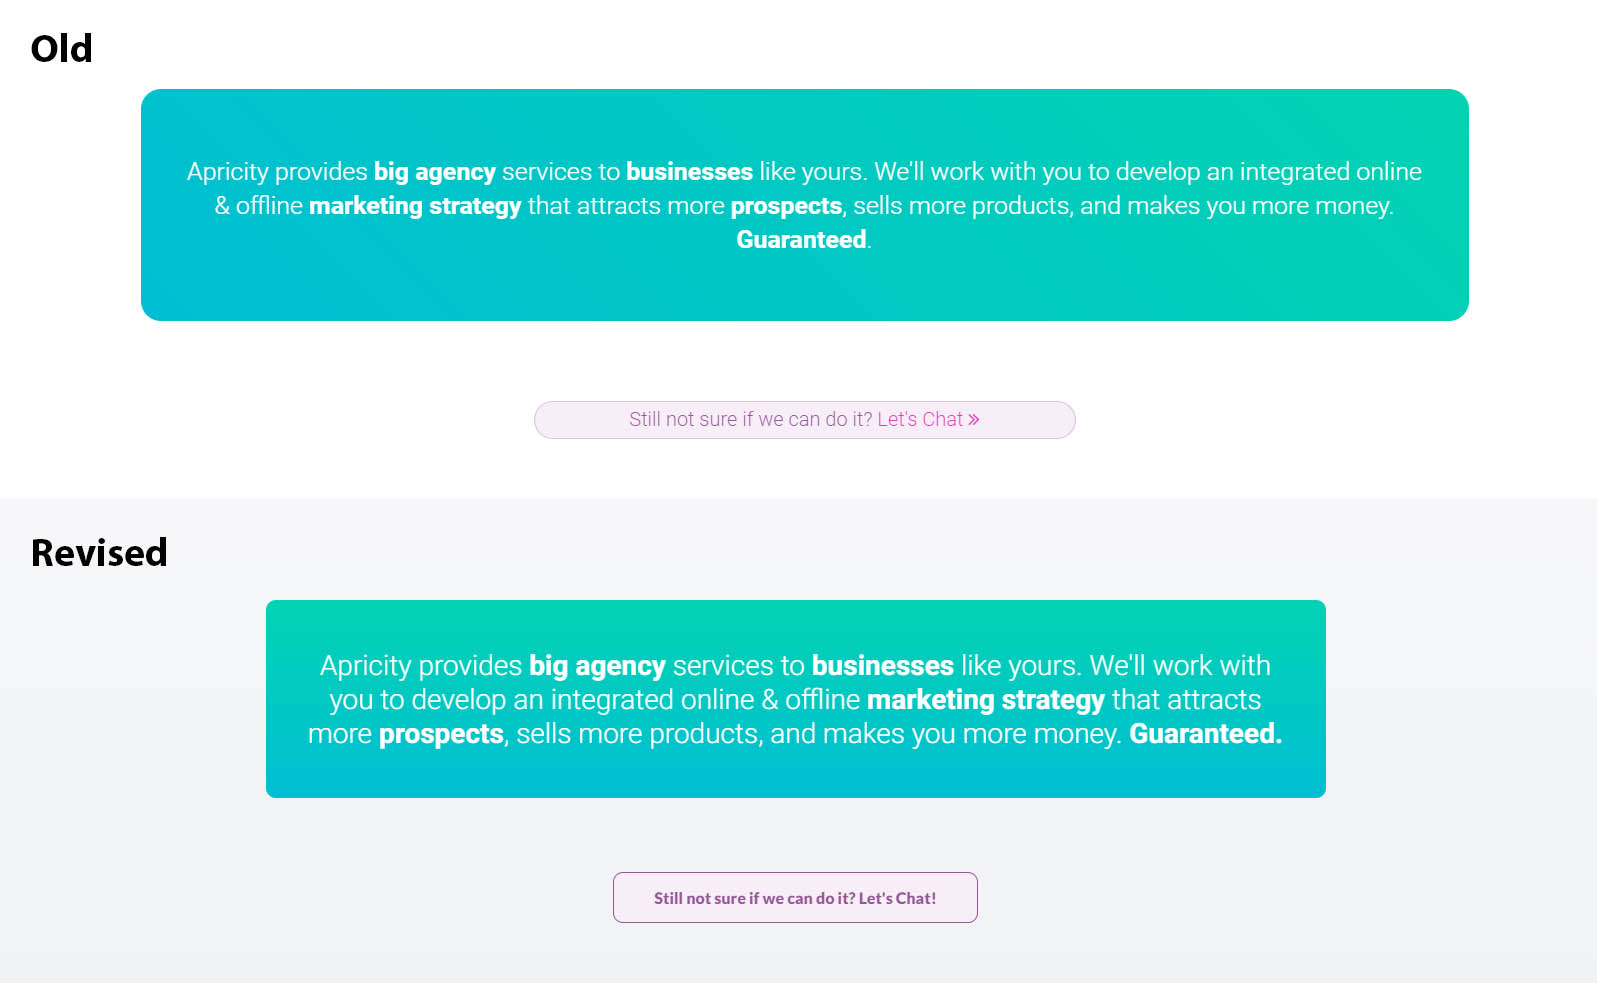 Old
Apricity provides big agency services to businesses like yours. We'll work with you to develop an integrated online
& offline marketing strategy that attracts more prospects, sells more products, and makes you more money.
Guaranteed.
Still not sure if we can do it? Let's Chat »
Revised
Apricity provides big agency services to businesses like yours. We'll work with
you to develop an integrated online & offline marketing strategy that attracts
more prospects, sells more products, and makes you more money. Guaranteed.
Still not sure if we can do it? Let's Chat!